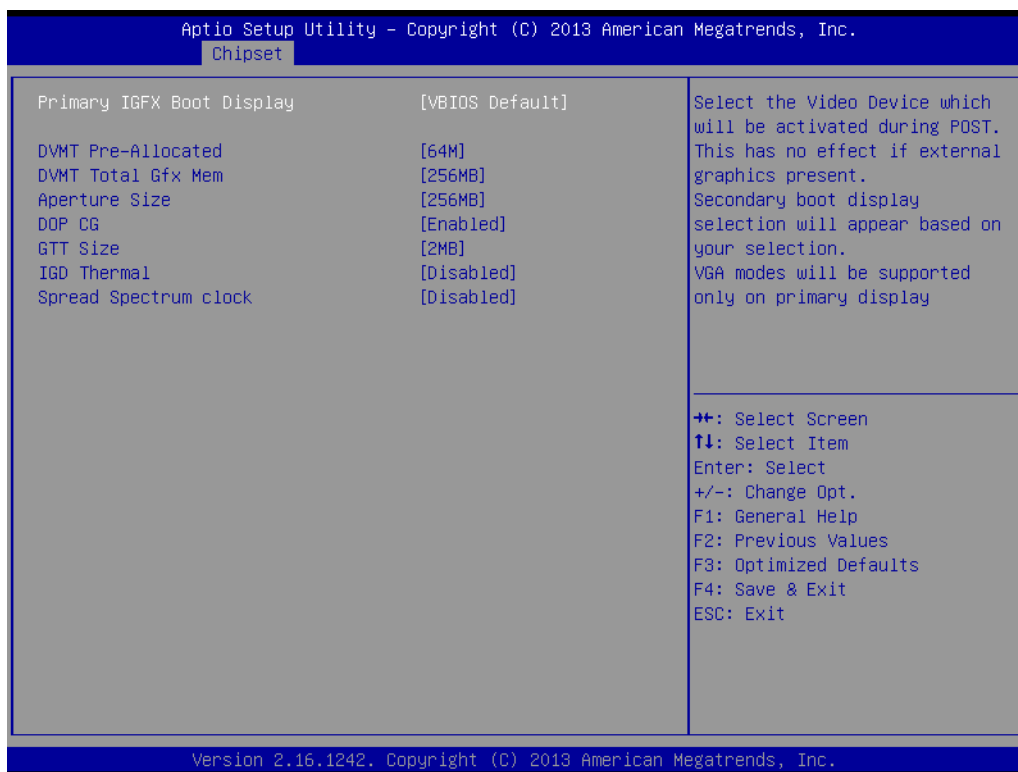 Aptio Setup Utility – Copyright (C) 2013 American Megatrends, Inc.
Chipset
Primary IGFX Boot Display [VBIOS Default]
DVMT Pre-Allocated [64M]
DVMT Total Gfx Mem [256MB]
Aperture Size [256MB]
DOP CG [Enabled]
GTT Size [2MB]
IGD Thermal [Disabled]
Spread Spectrum clock [Disabled]
Select the Video Device which
will be activated during POST.
This has no effect if external
graphics present.
Secondary boot display
selection will appear based on
your selection.
VGA modes will be supported
only on primary display
→←: Select Screen
↑↓: Select Item
Enter: Select
+/-: Change Opt.
F1: General Help
F2: Previous Values
F3: Optimized Defaults
F4: Save & Exit
ESC: Exit
Version 2.16.1242. Copyright (C) 2013 American Megatrends, Inc.